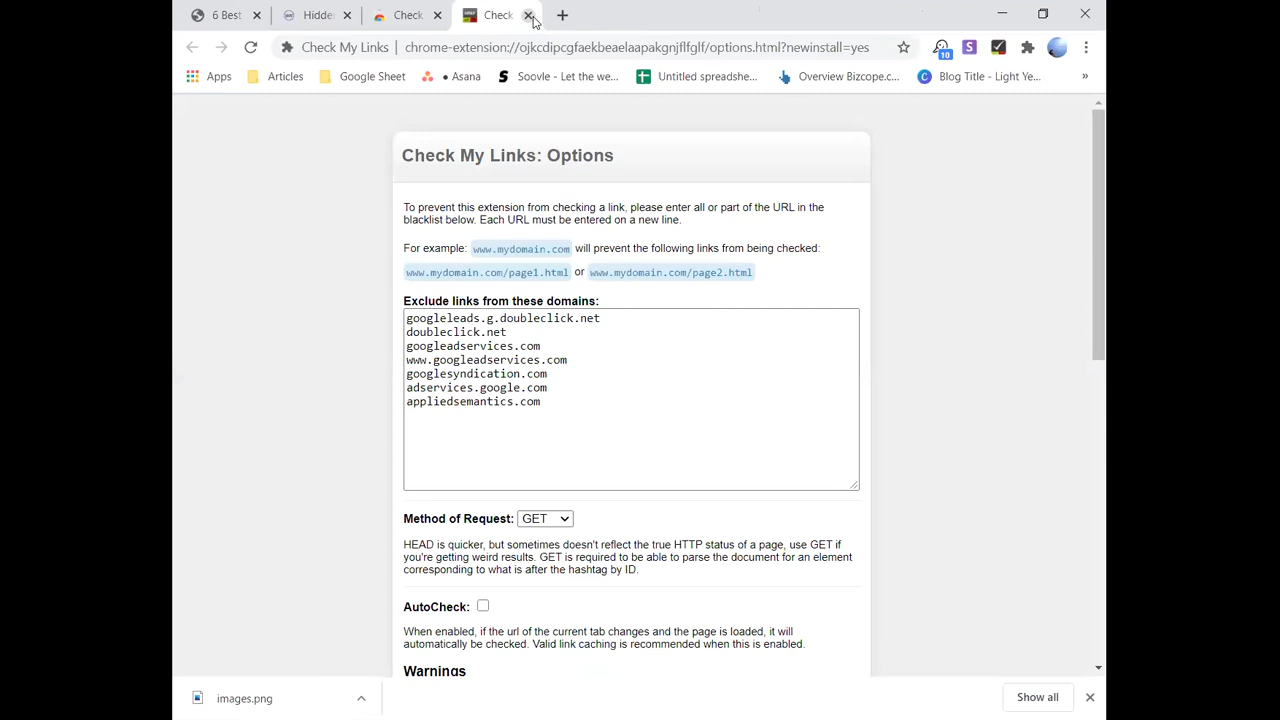 6 Best
Hidde
Check
Check
Check My Links
chrome-extension://ojksdipcgfaekbeaelaapakgnjflfglf/options.html?newinstall=yes
10
Apps
Articles
Google Sheet
• Asana
Soovle - Let the we...
Untitled spreadshe...
Overview Bizcope...
Blog Title - Light Ye...
»
Check My Links: Options
To prevent this extension from checking a link, please enter all or part of the URL in the
blacklist below. Each URL must be entered on a new line.
For example: www.mydomain.com will prevent the following links from being checked:
www.mydomain.com/page1.html or www.mydomain.com/page2.html
Exclude links from these domains:
googleleads.g.doubleclick.net
doubleclick.net
googleadservices.com
www.googleadservices.com
googlesyndication.com
adservices.google.com
appliedsemantics.com
Method of Request: GET
HEAD is quicker, but sometimes doesn't reflect the true HTTP status of a page, use GET if
you're getting weird results. GET is required to be able to parse the document for an element
corresponding to what is after the hashtag by ID.
AutoCheck:
When enabled, if the url of the current tab changes and the page is loaded, it will
automatically be checked. Valid link caching is recommended when this is enabled.
Warnings
images.png
Show all